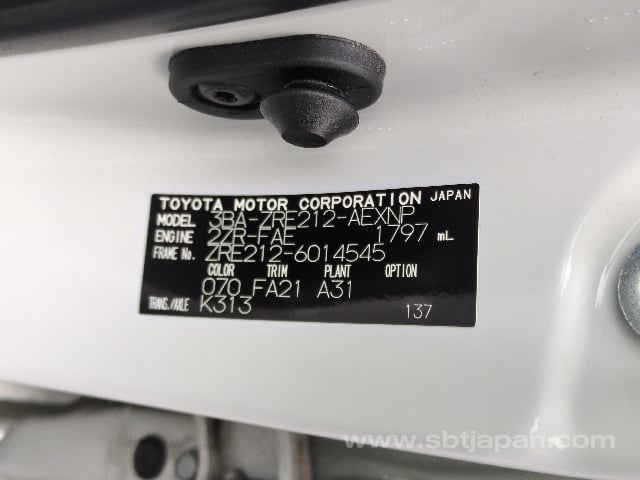 TOYOTA MOTOR CORPORATION JAPAN
MODEL 3BA-ZRE212-AEXNP
ENGINE 2ZR-FAE 1797 mL
FRAME No. ZRE212-6014545
COLOR TRIM PLANT OPTION
070 FA21 A31
TRANS./AXLE K313 137
www.sbtjapan.com